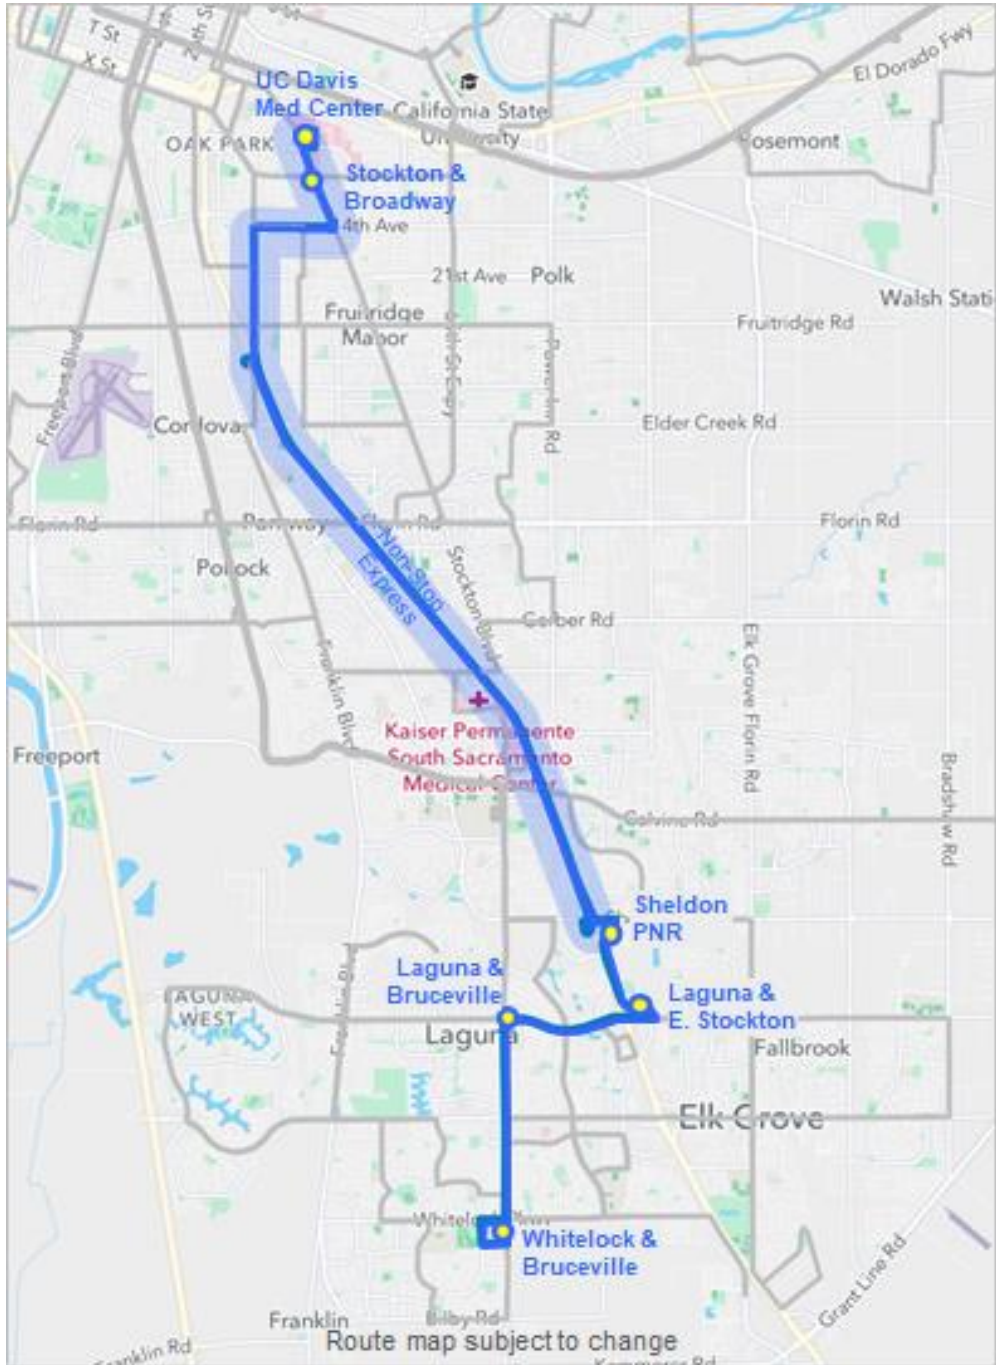 T St
X St
UC Davis
Med Center
OAK PARK
California State
University
El Dorado Fwy
Rosemont
Stockton &
Broadway
4th Ave
21st Ave
Polk
Walsh Stati
Fruitridge
Manor
Fruitridge Rd
Freeport Blvd
Power Inn Rd
Elder Creek Rd
Florin Rd
Parkway
Florin Rd
Florin Rd
Non-Stop
Express
Stockton Blvd
Pollock
Gerber Rd
Franklin Blvd
Elk Grove Florin Rd
Kaiser Permanente
South Sacramento
Medical Center
Freeport
Bradshaw Rd
Calvine Rd
Sheldon
PNR
Laguna &
Bruceville
Laguna &
E. Stockton
LAGUNA
WEST
Franklin Blvd
Laguna
Fallbrook
Elk Grove
Whitelock &
Bruceville
Grant Line Rd
Franklin
Bilby Rd
Route map subject to change
Franklin Rd
Kammerer Rd